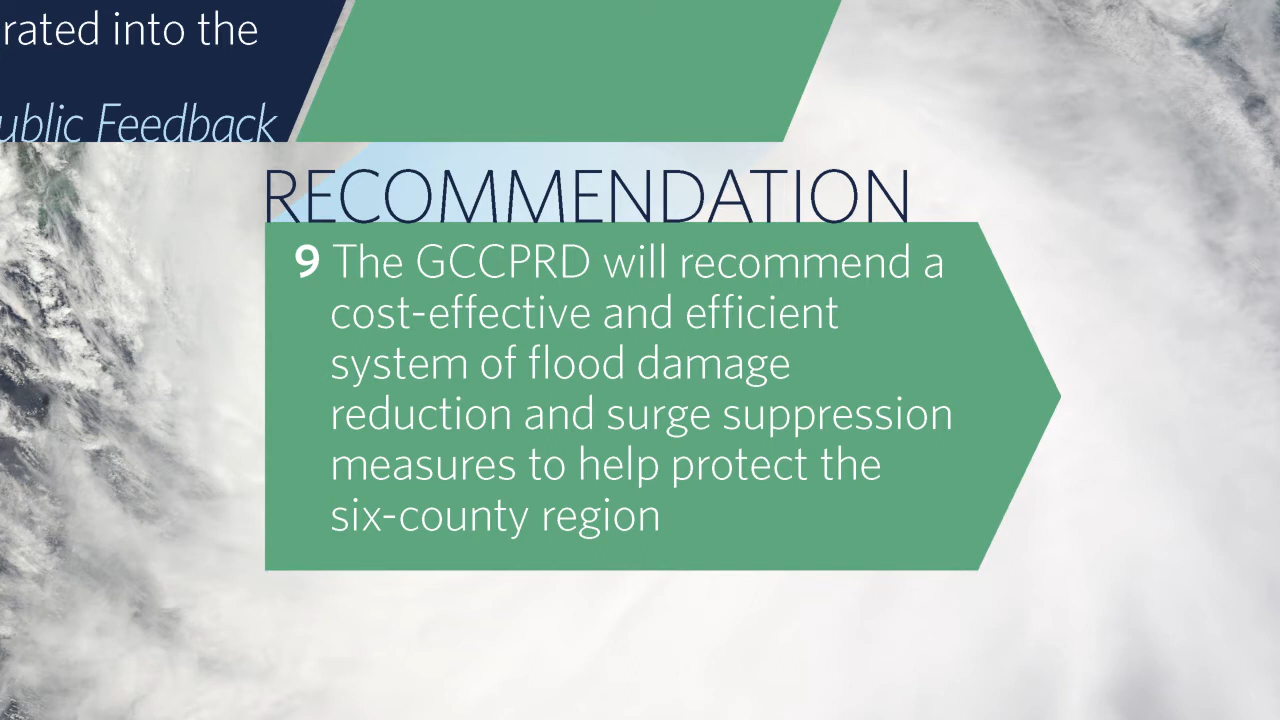 rated into the
ublic Feedback
RECOMMENDATION
9 The GCCPRD will recommend a
cost-effective and efficient
system of flood damage
reduction and surge suppression
measures to help protect the
six-county region